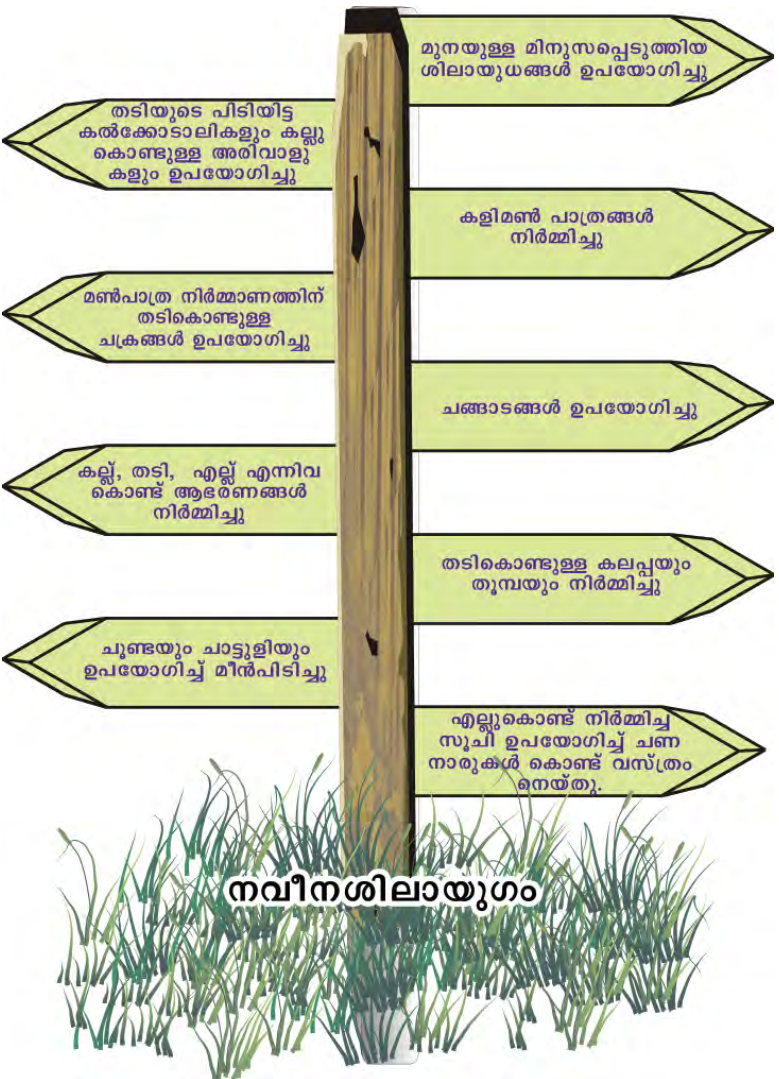 മുനയുള്ള മിനുസപ്പെടുത്തിയ
ശിലായുധങ്ങൾ ഉപയോഗിച്ചു
തടിയുടെ പിടിയിട്ട
കൽക്കോടാലികളും കല്ലു
കൊണ്ടുള്ള അരിവാളു
കളും ഉപയോഗിച്ചു
കളിമൺ പാത്രങ്ങൾ
നിർമ്മിച്ചു
മൺപാത്ര നിർമ്മാണത്തിന്
തടികൊണ്ടുള്ള
ചക്രങ്ങൾ ഉപയോഗിച്ചു
ചങ്ങാടങ്ങൾ ഉപയോഗിച്ചു
കല്ല്, തടി, എല്ല് എന്നിവ
കൊണ്ട് ആഭരണങ്ങൾ
നിർമ്മിച്ചു
തടികൊണ്ടുള്ള കലപ്പയും
തൂമ്പയും നിർമ്മിച്ചു
ചൂണ്ടയും ചാട്ടുളിയും
ഉപയോഗിച്ച് മീൻപിടിച്ചു
എല്ലുകൊണ്ട് നിർമ്മിച്ച
സൂചി ഉപയോഗിച്ച് ചണ
നാരുകൾ കൊണ്ട് വസ്ത്രം
നെയ്തു.
നവീനശിലായുഗം